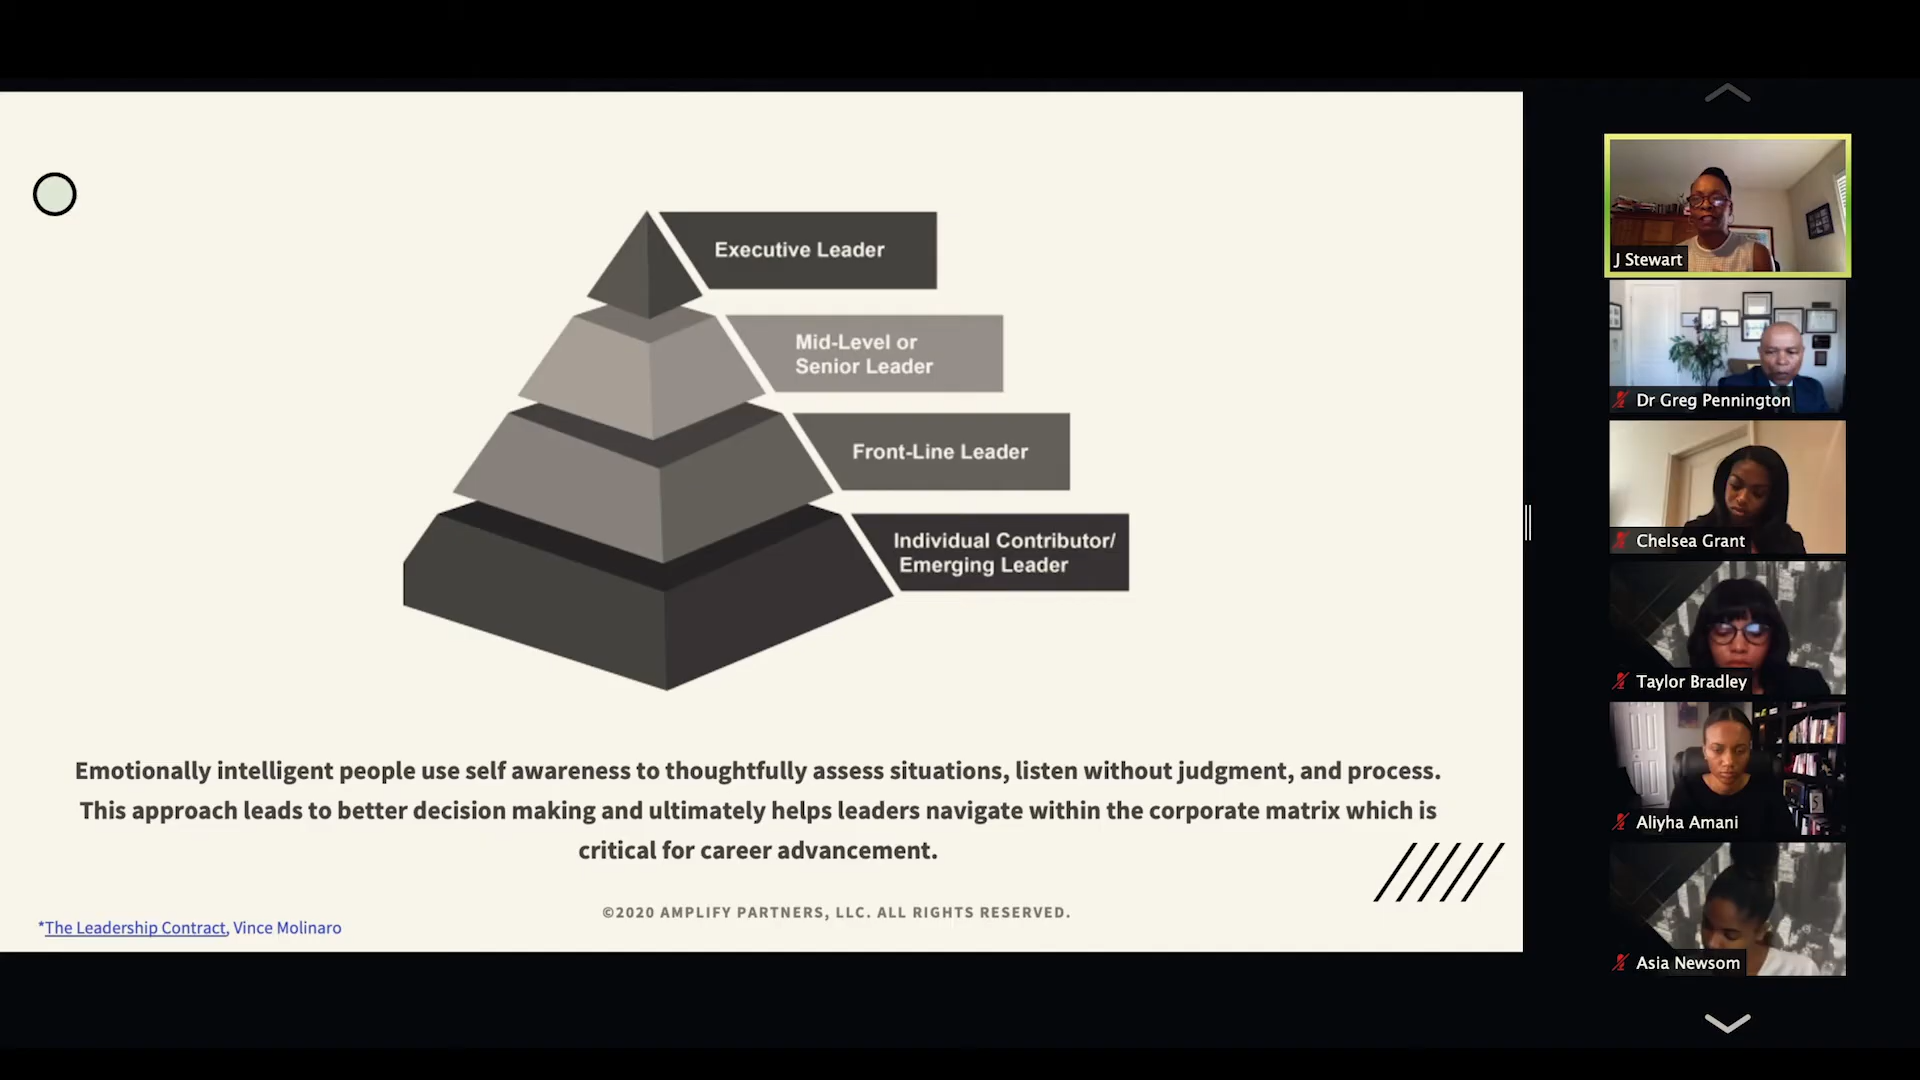 Executive Leader
Mid-Level or
Senior Leader
Front-Line Leader
Individual Contributor/
Emerging Leader
Emotionally intelligent people use self awareness to thoughtfully assess situations, listen without judgment, and process.
This approach leads to better decision making and ultimately helps leaders navigate within the corporate matrix which is
critical for career advancement.
©2020 AMPLIFY PARTNERS, LLC. ALL RIGHTS RESERVED.
*The Leadership Contract, Vince Molinaro
J Stewart
Dr Greg Pennington
Chelsea Grant
Taylor Bradley
Aliyha Amani
Asia Newsom